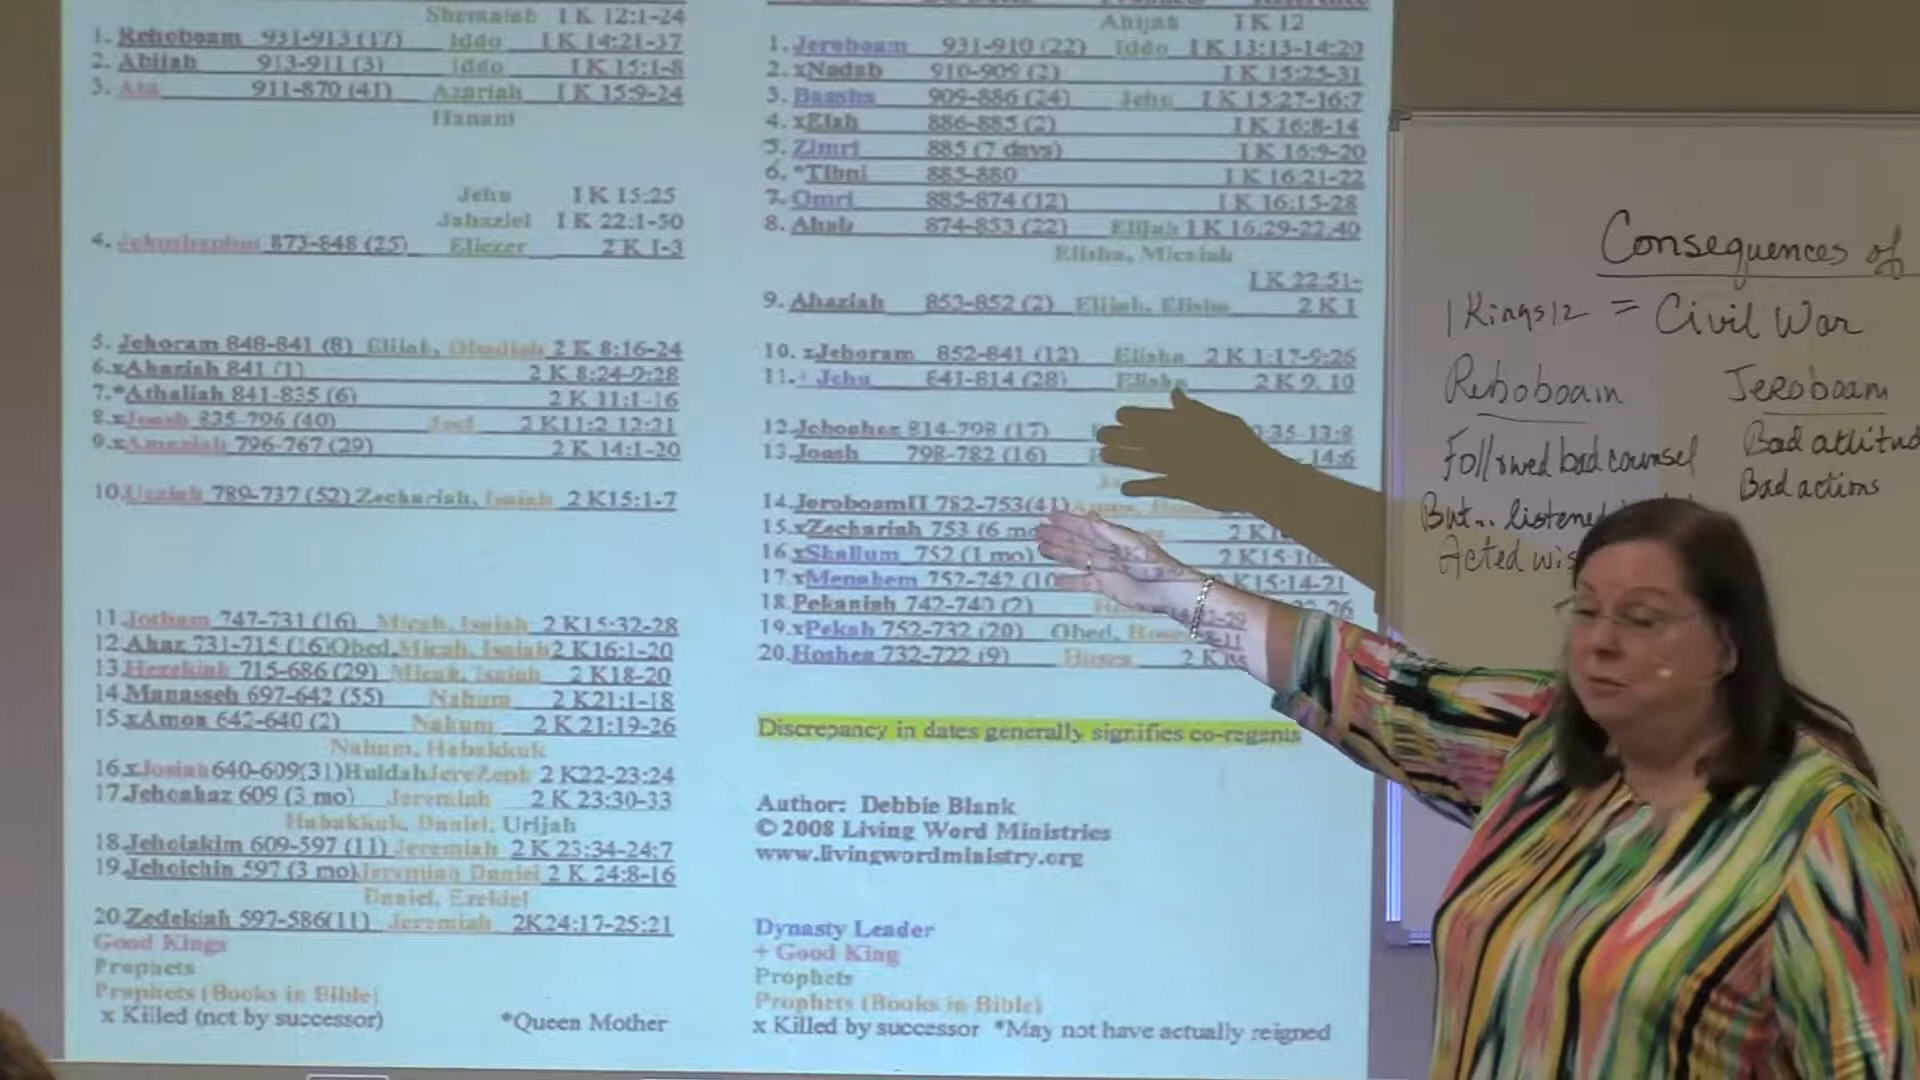 Shemaiah I K 12:1-24
1. Rehoboam 931-913 (17) Iddo I K 14:21-37
2. Abijah 913-911 (3) Iddo I K 15:1-8
3. Asa 911-870 (41) Azariah I K 15:9-24
Hanani
Jehu I K 15:25
Jahaziel I K 22:1-50
4. Jehoshaphat 873-848 (25) Eliezer 2 K 1-3
5. Jehoram 848-841 (8) Elijah, Obadiah 2 K 8:16-24
6.xAhaziah 841 (1) 2 K 8:24-9:28
7.*Athaliah 841-835 (6) 2 K 11:1-16
8.xJoash 835-796 (40) Joel 2 K11:2 12:21
9.xAmaziah 796-767 (29) 2 K 14:1-20
10.Uzziah 789-737 (52) Zechariah, Isaiah 2 K15:1-7
11.Jotham 747-731 (16) Micah, Isaiah 2 K15:32-28
12.Ahaz 731-715 (16)Obed,Micah, Isaiah2 K16:1-20
13.Hezekiah 715-686 (29) Micah, Isaiah 2 K18-20
14.Manasseh 697-642 (55) Nahum 2 K21:1-18
15.xAmon 642-640 (2) Nahum 2 K 21:19-26
Nahum, Habakkuk
16.xJosiah640-609(31)HuldahJereZeph 2 K22-23:24
17.Jehoahaz 609 (3 mo) Jeremiah 2 K 23:30-33
Habakkuk, Daniel, Urijah
18.Jehoiakim 609-597 (11) Jeremiah 2 K 23:34-24:7
19.Jehoichin 597 (3 mo)Jeremiah Daniel 2 K 24:8-16
Daniel, Ezekiel
20.Zedekiah 597-586(11) Jeremiah 2K24:17-25:21
Good Kings
Prophets
Prophets (Books in Bible)
x Killed (not by successor) *Queen Mother
Ahijah I K 12
1. Jeroboam 931-910 (22) Iddo I K 13:13-14:20
2. xNadab 910-909 (2) I K 15:25-31
3. Baasha 909-886 (24) Jehu I K 15:27-16:7
4. xElah 886-885 (2) I K 16:8-14
5. Zimri 885 (7 days) I K 16:9-20
6. *Tibni 885-880 I K 16:21-22
7. Omri 885-874 (12) I K 16:15-28
8. Ahab 874-853 (22) Elijah I K 16:29-22:40
Elisha, Micaiah
I K 22:51-
9. Ahaziah 853-852 (2) Elijah, Elisha 2 K 1
10. xJehoram 852-841 (12) Elisha 2 K 1:17-9:26
11.+ Jehu 841-814 (28) Elisha 2 K 9, 10
12.Jehoahaz 814-798 (17) 0:35-13:8
13.Joash 798-782 (16) 14:6
14.JeroboamII 782-753(41)
15.xZechariah 753 (6 mo
16.xShallum 752 (1 mo) 2 K15:10-
17.xMenahem 752-742 (10 K15:14-21
18.Pekaniah 742-740 (2)
19.xPekah 752-732 (20) Obed,
20.Hoshea 732-722 (9) Hosea
Discrepancy in dates generally signifies co-regents
Author: Debbie Blank
© 2008 Living Word Ministries
www.livingwordministry.org
Dynasty Leader
+ Good King
Prophets
Prophets (Books in Bible)
x Killed by successor *May not have actually reigned
Consequences of
1 Kings 12 = Civil War
Rehoboam
Followed bad counsel
But.. listened
Acted wis
Jeroboam
Bad attitud
Bad actions